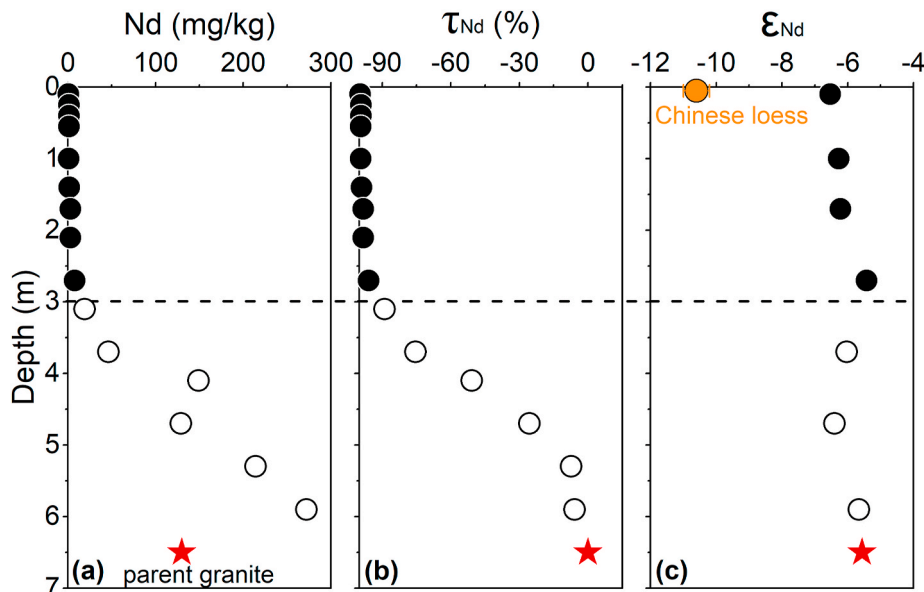 Nd (mg/kg)
τNd (%)
εNd
0 100 200 300
-90 -60 -30 0
-12 -10 -8 -6 -4
Chinese loess
0
1
2
3
4
5
6
7
Depth (m)
(a) parent granite
(b)
(c)